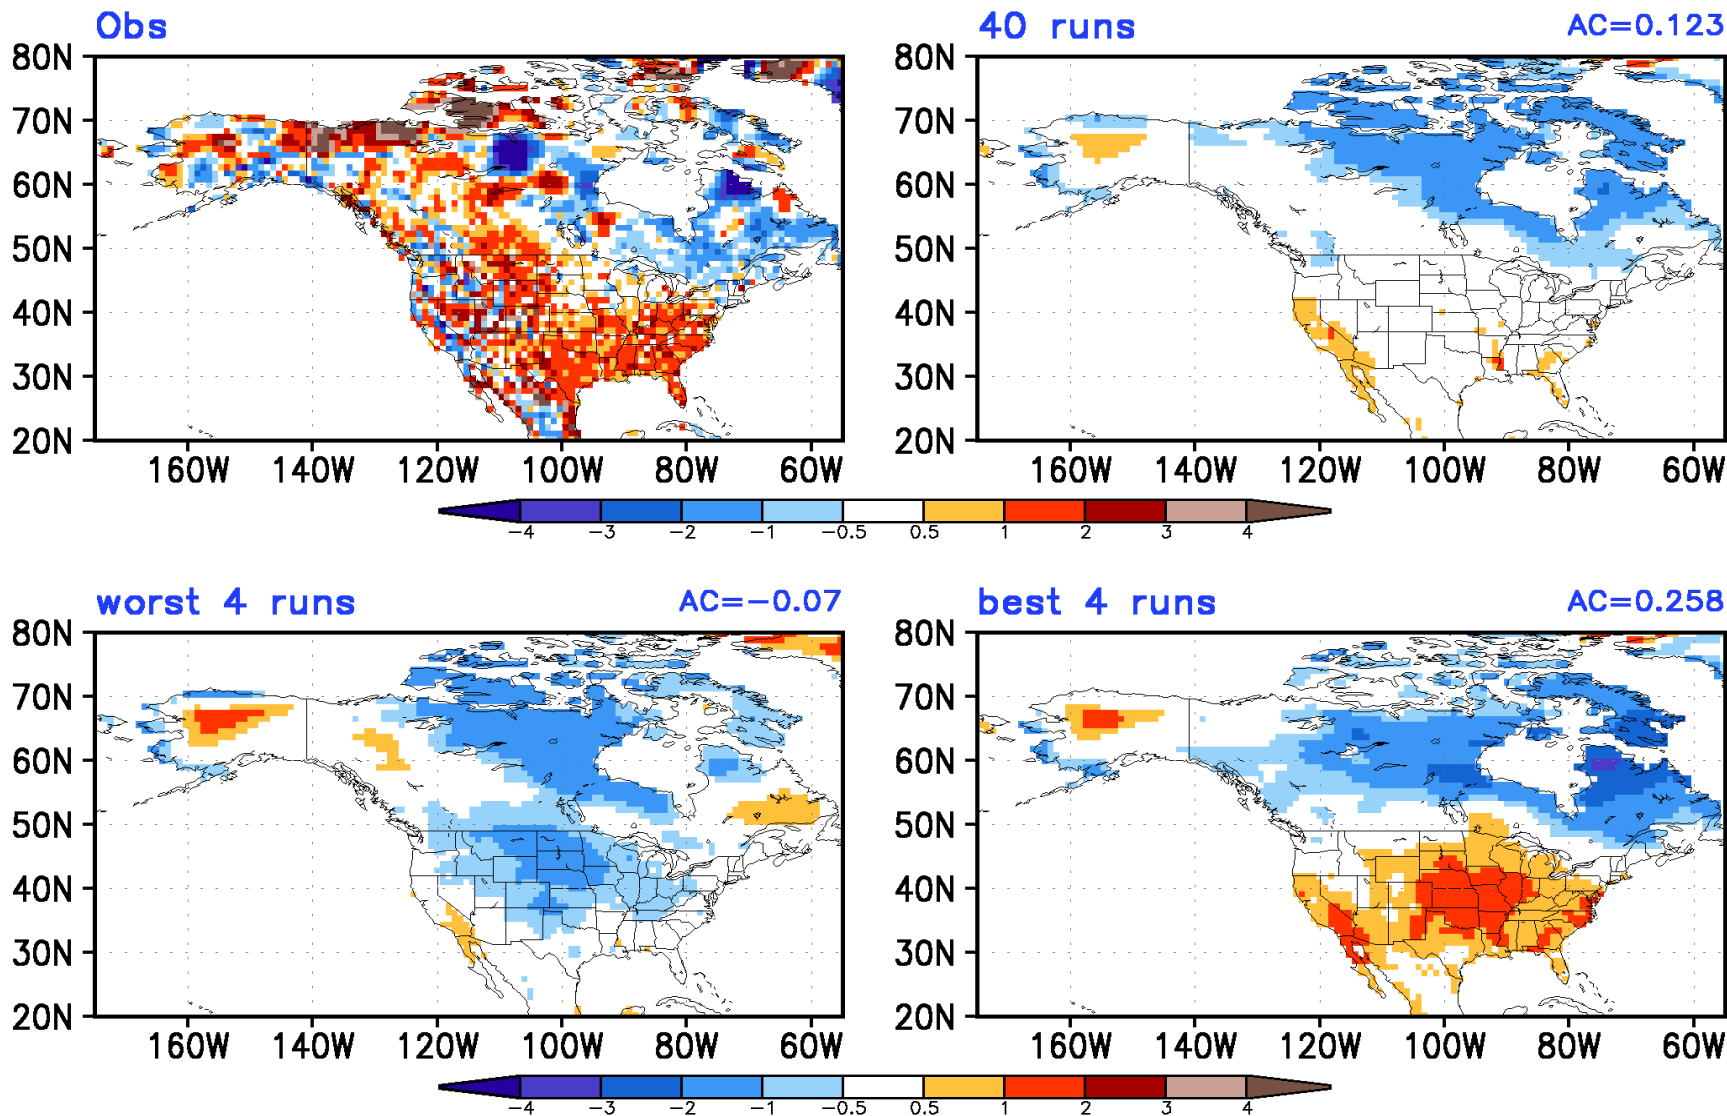 Obs
40 runs AC=0.123
80N 80N
70N 70N
60N 60N
50N 50N
40N 40N
30N 30N
20N 20N
160W 140W 120W 100W 80W 60W 160W 140W 120W 100W 80W 60W
-4 -3 -2 -1 -0.5 0.5 1 2 3 4
worst 4 runs AC=-0.07
best 4 runs AC=0.258
80N 80N
70N 70N
60N 60N
50N 50N
40N 40N
30N 30N
20N 20N
160W 140W 120W 100W 80W 60W 160W 140W 120W 100W 80W 60W
-4 -3 -2 -1 -0.5 0.5 1 2 3 4